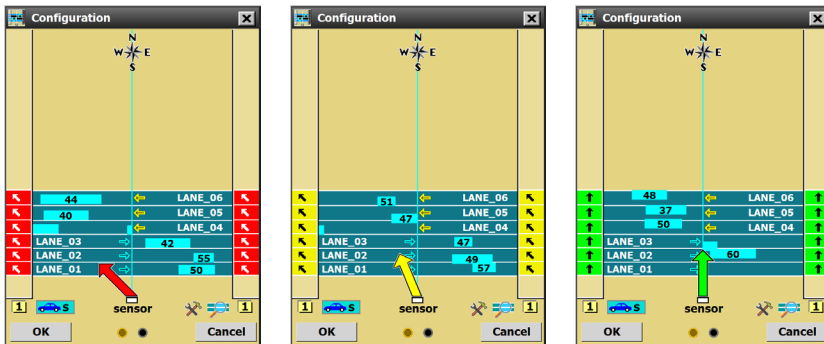 Configuration
N
W E
S
44 LANE_06
40 LANE_05
LANE_04
LANE_03 42
LANE_02 55
LANE_01 50
1 S sensor 1
OK Cancel
Configuration
N
W E
S
51 LANE_06
47 LANE_05
LANE_04
LANE_03 47
LANE_02 49
LANE_01 57
1 S sensor 1
OK Cancel
Configuration
N
W E
S
48 LANE_06
37 LANE_05
50 LANE_04
LANE_03
LANE_02 60
LANE_01
1 S sensor 1
OK Cancel